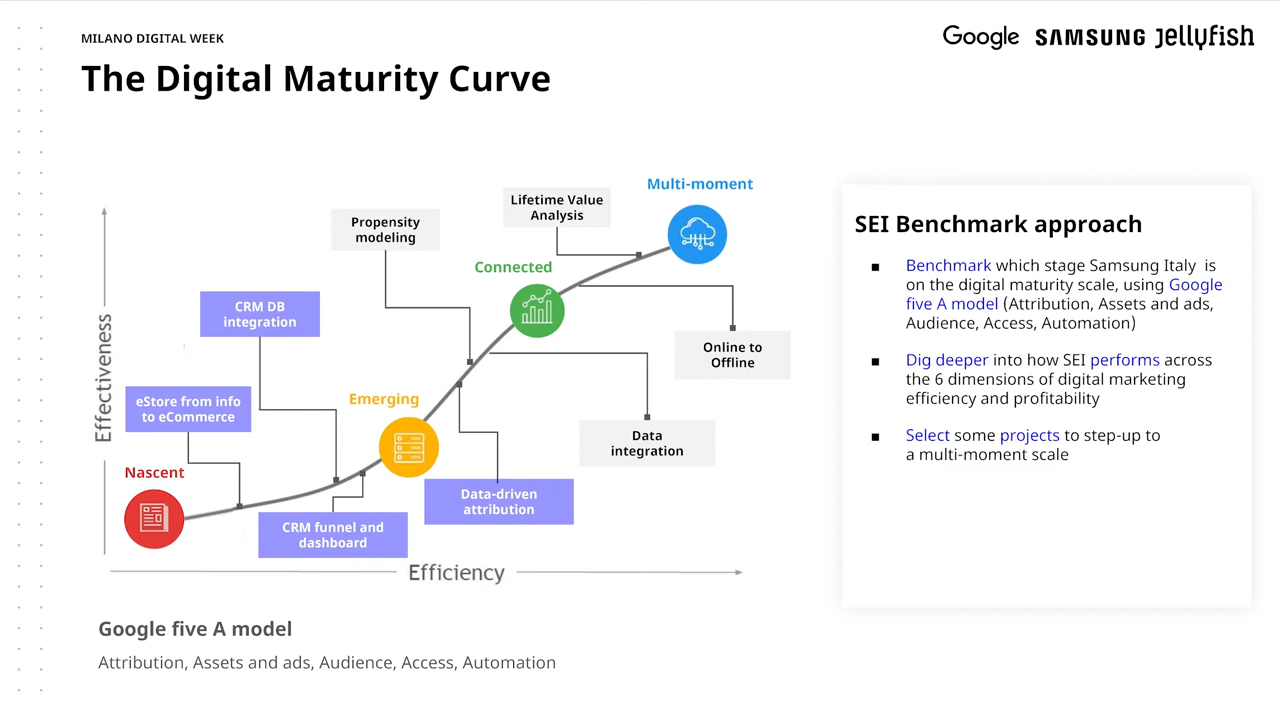 MILANO DIGITAL WEEK
The Digital Maturity Curve
Google SAMSUNG Jellyfish
Multi-moment
Lifetime Value
Analysis
Propensity
modeling
Connected
CRM DB
integration
Online to
Offline
Effectiveness
eStore from info
to eCommerce
Emerging
Data
integration
Nascent
Data-driven
attribution
CRM funnel and
dashboard
Efficiency
SEI Benchmark approach
▪ Benchmark which stage Samsung Italy is
on the digital maturity scale, using Google
five A model (Attribution, Assets and ads,
Audience, Access, Automation)
▪ Dig deeper into how SEI performs across
the 6 dimensions of digital marketing
efficiency and profitability
▪ Select some projects to step-up to
a multi-moment scale
Google five A model
Attribution, Assets and ads, Audience, Access, Automation